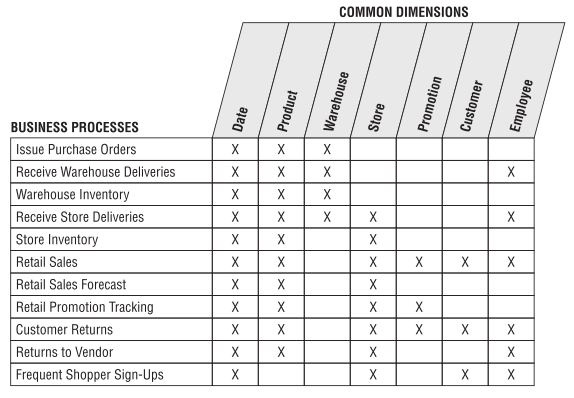 COMMON DIMENSIONS
BUSINESS PROCESSES Date Product Warehouse Store Promotion Customer Employee
Issue Purchase Orders X X X
Receive Warehouse Deliveries X X X X
Warehouse Inventory X X X
Receive Store Deliveries X X X X X
Store Inventory X X X
Retail Sales X X X X X X
Retail Sales Forecast X X X
Retail Promotion Tracking X X X X
Customer Returns X X X X X X
Returns to Vendor X X X X
Frequent Shopper Sign-Ups X X X X